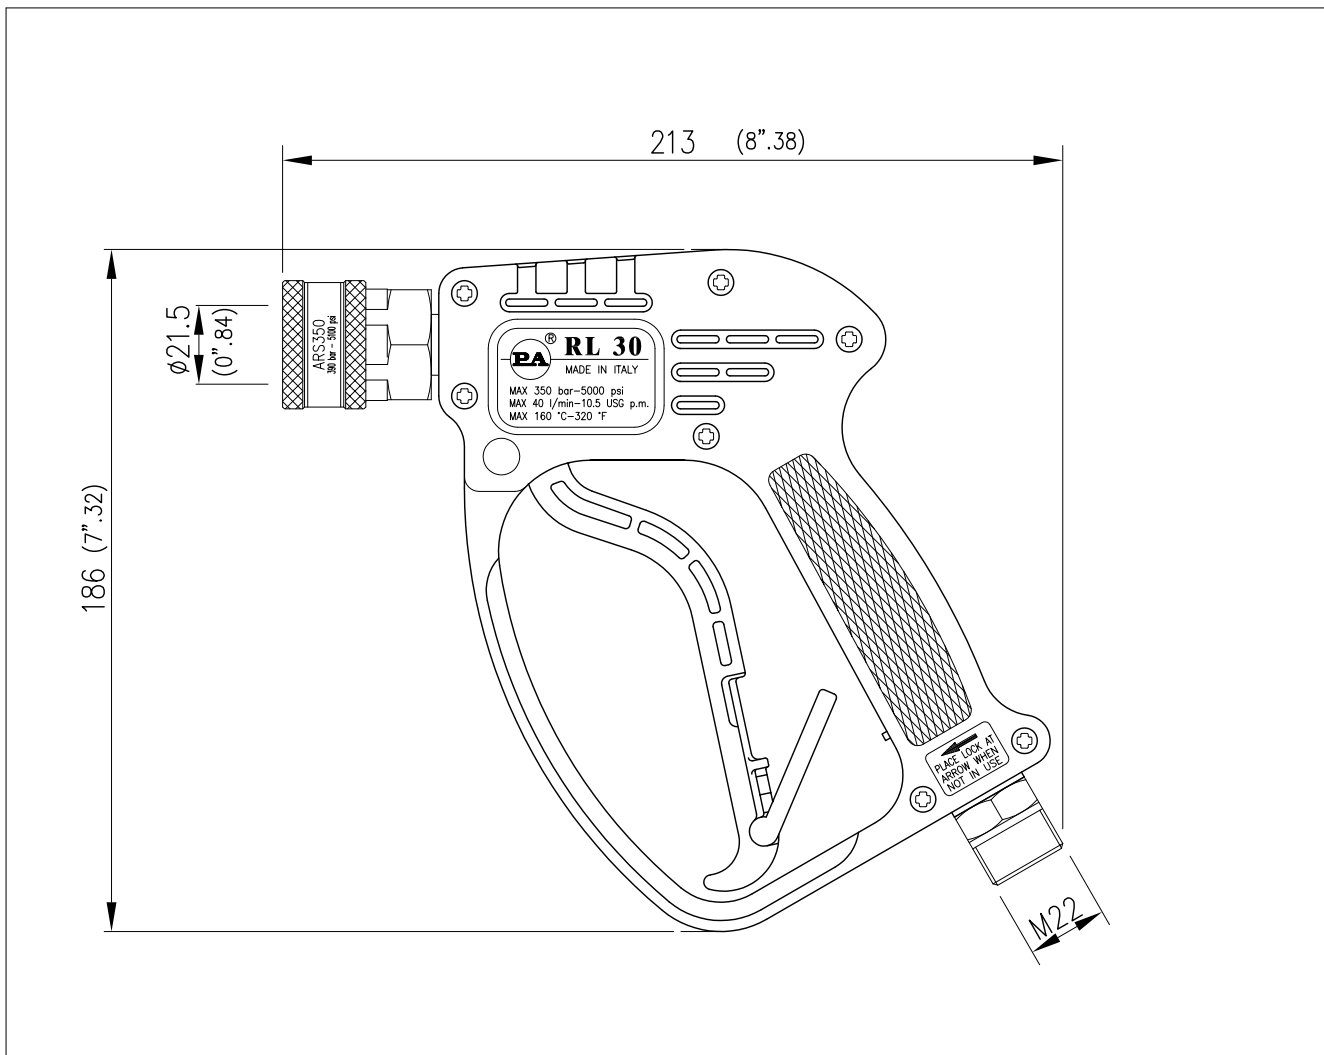 213 (8”.38)
ø21.5
(0”.84)
186 (7”.32)
ARS350
350 bar - 5000 psi
PA ® RL 30
MADE IN ITALY
MAX 350 bar–5000 psi
MAX 40 l/min–10.5 USG p.m.
MAX 160 °C–320 °F
PLACE LOCK AT
ARROW WHEN
NOT IN USE
M22